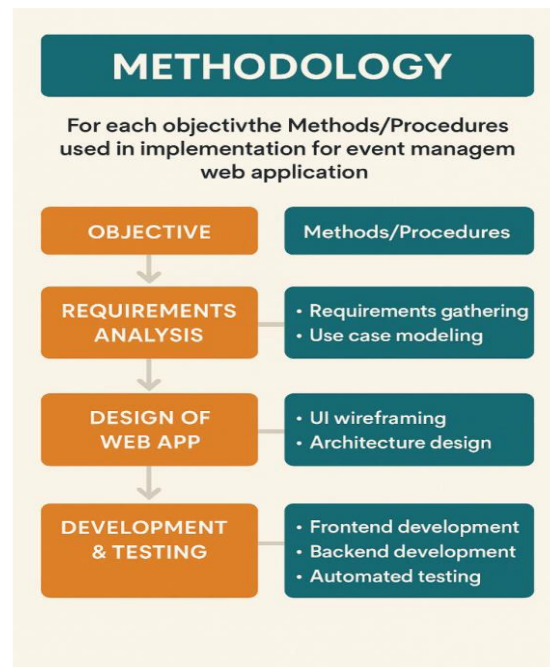 METHODOLOGY
For each objectivthe Methods/Procedures
used in implementation for event managem
web application
OBJECTIVE
Methods/Procedures
REQUIREMENTS
ANALYSIS
• Requirements gathering
• Use case modeling
DESIGN OF
WEB APP
• UI wireframing
• Architecture design
DEVELOPMENT
& TESTING
• Frontend development
• Backend development
• Automated testing